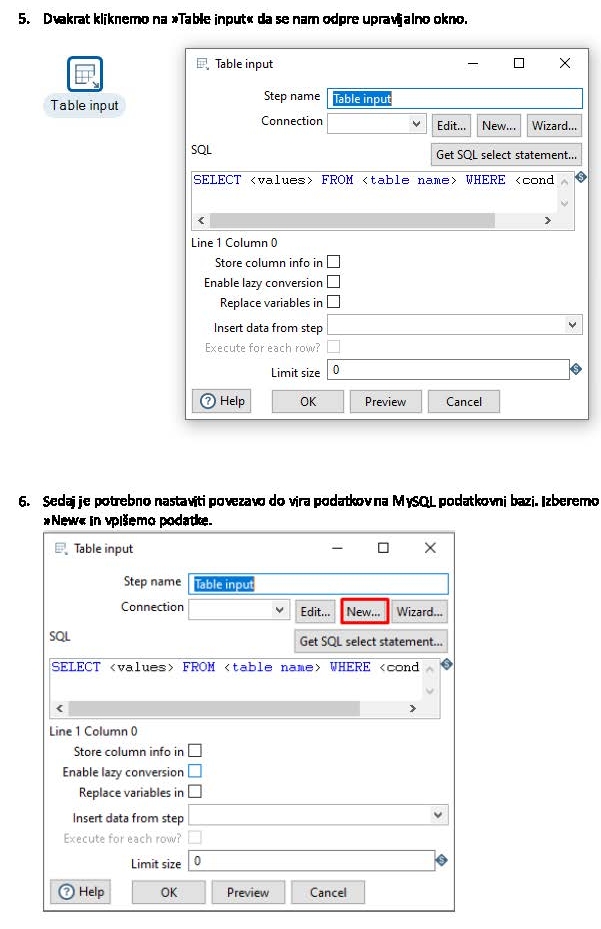 5. Dvakrat kliknemo na »Table input« da se nam odpre upravljalno okno.
Table input
Table input
Step name Table input
Connection Edit... New... Wizard...
SQL Get SQL select statement...
SELECT <values> FROM <table name> WHERE <cond
Line 1 Column 0
Store column info in
Enable lazy conversion
Replace variables in
Insert data from step
Execute for each row?
Limit size 0
Help OK Preview Cancel
6. Sedaj je potrebno nastaviti povezavo do vira podatkov na MySQL podatkovni bazi. Izberemo
»New« in vpišemo podatke.
Table input
Step name Table input
Connection Edit... New... Wizard...
SQL Get SQL select statement...
SELECT <values> FROM <table name> WHERE <cond
Line 1 Column 0
Store column info in
Enable lazy conversion
Replace variables in
Insert data from step
Execute for each row?
Limit size 0
Help OK Preview Cancel